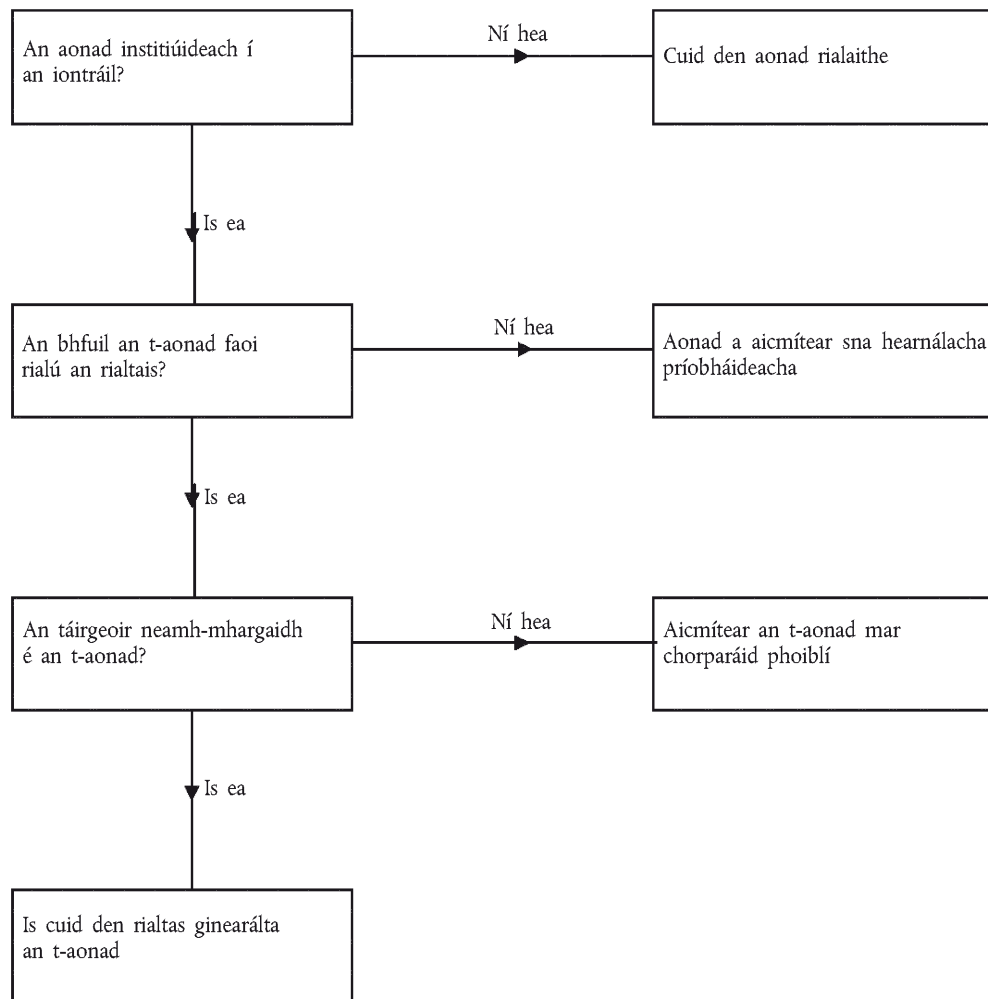 An aonad institiúideach í
an iontráil?
Ní hea
Cuid den aonad rialaithe
Is ea
An bhfuil an t-aonad faoi
rialú an rialtais?
Ní hea
Aonad a aicmítear sna hearnálacha
príobháideacha
Is ea
An táirgeoir neamh-mhargaidh
é an t-aonad?
Ní hea
Aicmítear an t-aonad mar
chorparáid phoiblí
Is ea
Is cuid den rialtas ginearálta
an t-aonad